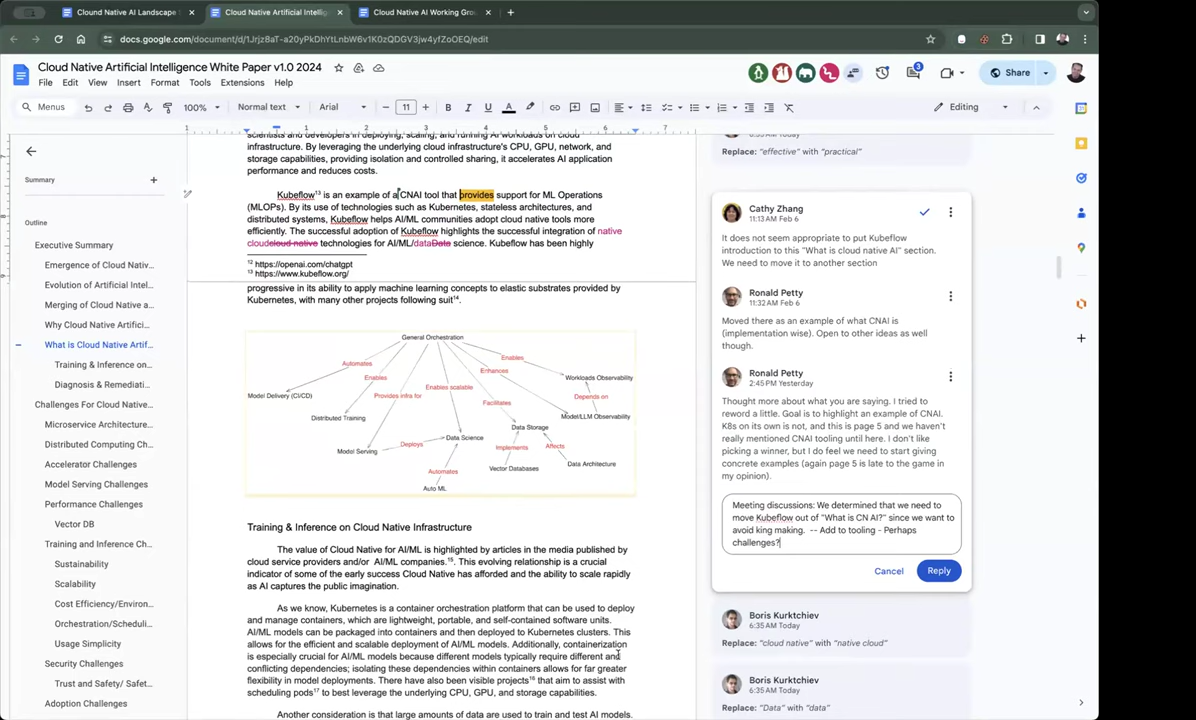 Clound Native AI Landscape
Cloud Native Artificial Intellig
Cloud Native AI Working Grou
docs.google.com/document/d/1Jrjz8aT-a20yPkDhYtLnbW6v1K0zQDGV3jw4yfZoOEQ/edit
Cloud Native Artificial Intelligence White Paper v1.0 2024
File Edit View Insert Format Tools Extensions Help
3
Share
Menus
100%
Normal text
Arial
11
Editing
1 1 2 3 4 5 6 7
Summary
Outline
Executive Summary
Emergence of Cloud Nativ...
Evolution of Artificial Intel...
Merging of Cloud Native a...
Why Cloud Native Artifici...
What is Cloud Native Artif...
Training & Inference on...
Diagnosis & Remediati...
Challenges For Cloud Native...
Microservice Architecture...
Distributed Computing Ch...
Accelerator Challenges
Model Serving Challenges
Performance Challenges
Vector DB
Training and Inference Ch...
Sustainability
Scalability
Cost Efficiency/Environ...
Orchestration/Scheduli...
Usage Simplicity
Security Challenges
Trust and Safety/ Safet...
Adoption Challenges
scientists and developers in deploying, scaling, and running AI workloads on cloud
infrastructure. By leveraging the underlying cloud infrastructure's CPU, GPU, network, and
storage capabilities, providing isolation and controlled sharing, it accelerates AI application
performance and reduces costs.
Kubeflow13 is an example of a CNAI tool that provides support for ML Operations
(MLOPs). By its use of technologies such as Kubernetes, stateless architectures, and
distributed systems, Kubeflow helps AI/ML communities adopt cloud native tools more
efficiently. The successful adoption of Kubeflow highlights the successful integration of native
cloudcloud native technologies for AI/ML/dataData science. Kubeflow has been highly
12 https://openai.com/chatgpt
13 https://www.kubeflow.org/
progressive in its ability to apply machine learning concepts to elastic substrates provided by
Kubernetes, with many other projects following suit14.
General Orchestration
Automates
Enables
Enables
Enhances
Workloads Observability
Enables scalable
Model Delivery (CI/CD)
Provides infra for
Depends on
Facilitates
Distributed Training
Model/LLM Observability
Data Storage
Data Science
Deploys
Implements
Affects
Model Serving
Data Architecture
Vector Databases
Automates
Auto ML
Training & Inference on Cloud Native Infrastructure
The value of Cloud Native for AI/ML is highlighted by articles in the media published by
cloud service providers and/or AI/ML companies.15. This evolving relationship is a crucial
indicator of some of the early success Cloud Native has afforded and the ability to scale rapidly
as AI captures the public imagination.
As we know, Kubernetes is a container orchestration platform that can be used to deploy
and manage containers, which are lightweight, portable, and self-contained software units.
AI/ML models can be packaged into containers and then deployed to Kubernetes clusters. This
allows for the efficient and scalable deployment of AI/ML models. Additionally, containerization
is especially crucial for AI/ML models because different models typically require different and
conflicting dependencies; isolating these dependencies within containers allows for far greater
flexibility in model deployments. There have also been visible projects16 that aim to assist with
scheduling pods17 to best leverage the underlying CPU, GPU, and storage capabilities.
Another consideration is that large amounts of data are used to train and test AI models.
6:35 AM Today
Replace: "effective" with "practical"
Cathy Zhang
11:13 AM Feb 6
It does not seem appropriate to put Kubeflow
introduction to this "What is cloud native AI" section.
We need to move it to another section
Ronald Petty
11:32 AM Feb 6
Moved there as an example of what CNAI is
(implementation wise). Open to other ideas as well
though.
Ronald Petty
2:45 PM Yesterday
Thought more about what you are saying. I tried to
reword a little. Goal is to highlight an example of CNAI.
K8s on its own is not, and this is page 5 and we haven't
really mentioned CNAI tooling until here. I don't like
picking a winner, but I do feel we need to start giving
concrete examples (again page 5 is late to the game in
my opinion).
Meeting discussions: We determined that we need to
move Kubeflow out of "What is CN AI?" since we want to
avoid king making. -- Add to tooling - Perhaps
challenges?
Cancel
Reply
Boris Kurktchiev
6:35 AM Today
Replace: "cloud native" with "native cloud"
Boris Kurktchiev
6:35 AM Today
Replace: "Data" with "data"